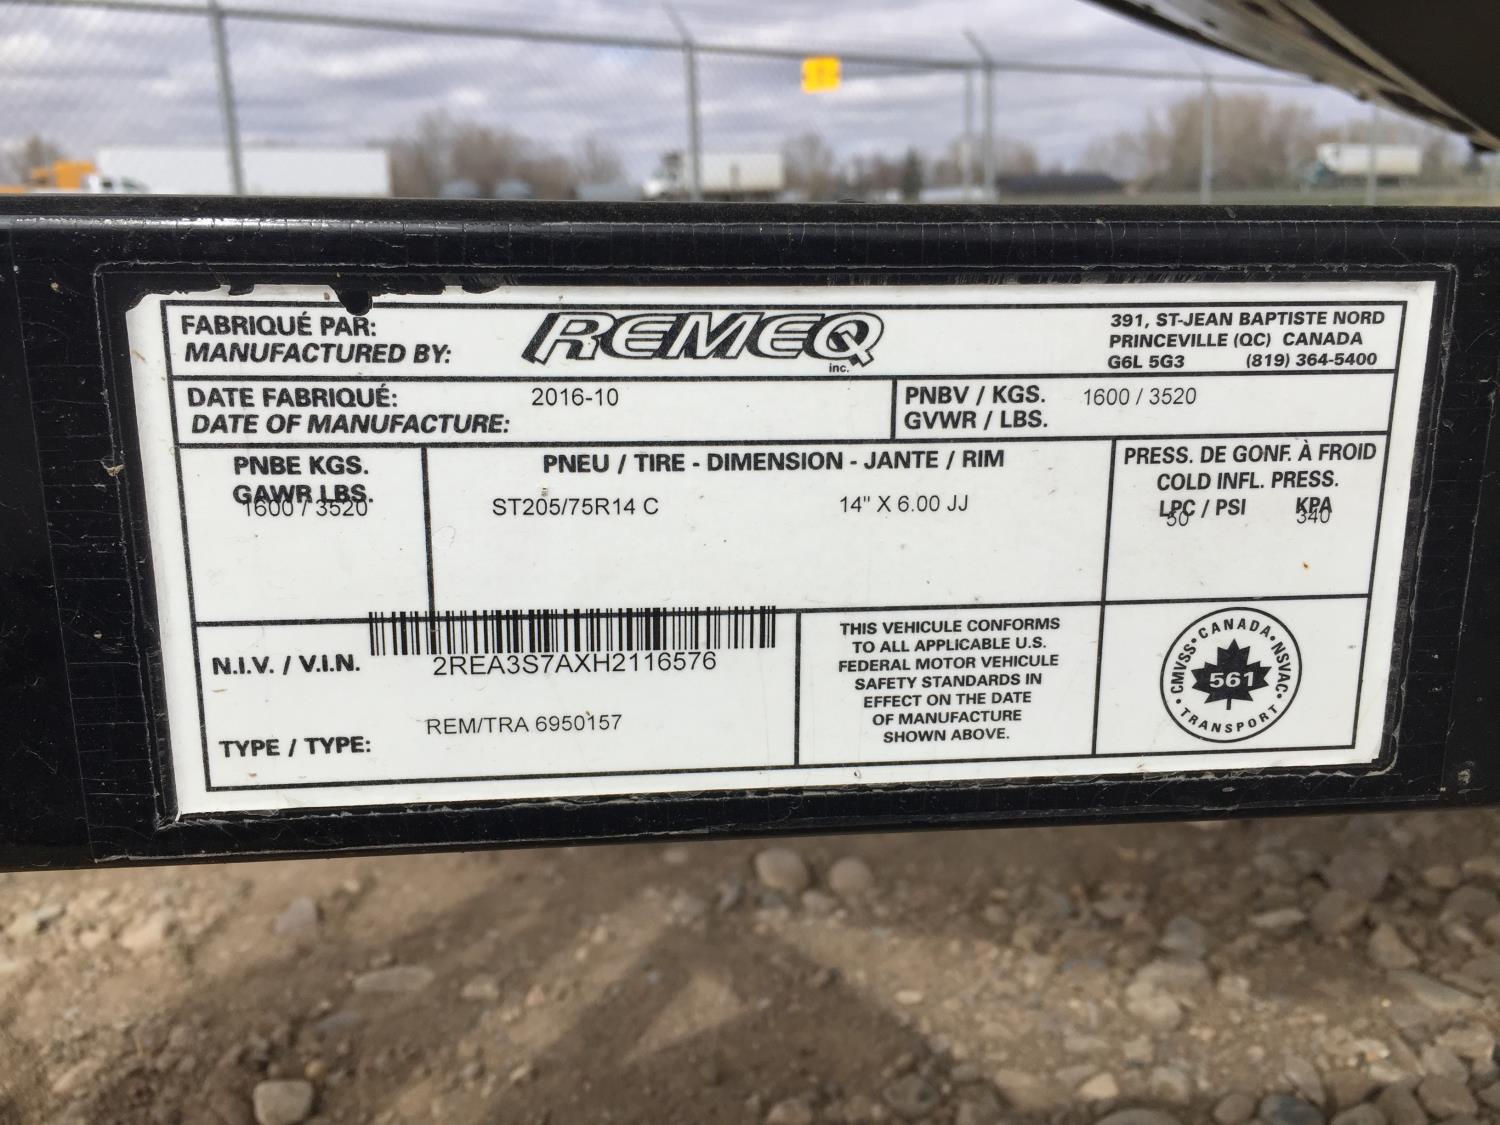 FABRIQUÉ PAR:
MANUFACTURED BY:
REMEQ
inc.
391, ST-JEAN BAPTISTE NORD
PRINCEVILLE (QC) CANADA
G6L 5G3 (819) 364-5400
DATE FABRIQUÉ:
DATE OF MANUFACTURE:
2016-10
PNBV / KGS.
GVWR / LBS.
1600 / 3520
PNBE KGS.
GAWR LBS.
1600 / 3520
PNEU / TIRE - DIMENSION - JANTE / RIM
ST205/75R14 C 14" X 6.00 JJ
PRESS. DE GONF. À FROID
COLD INFL. PRESS.
LPC / PSI KPA
50 340
N.I.V. / V.I.N.
2REA3S7AXH2116576
TYPE / TYPE:
REM/TRA 6950157
THIS VEHICULE CONFORMS
TO ALL APPLICABLE U.S.
FEDERAL MOTOR VEHICULE
SAFETY STANDARDS IN
EFFECT ON THE DATE
OF MANUFACTURE
SHOWN ABOVE.
CMVSS • CANADA • NSVAC
561
• TRANSPORT •